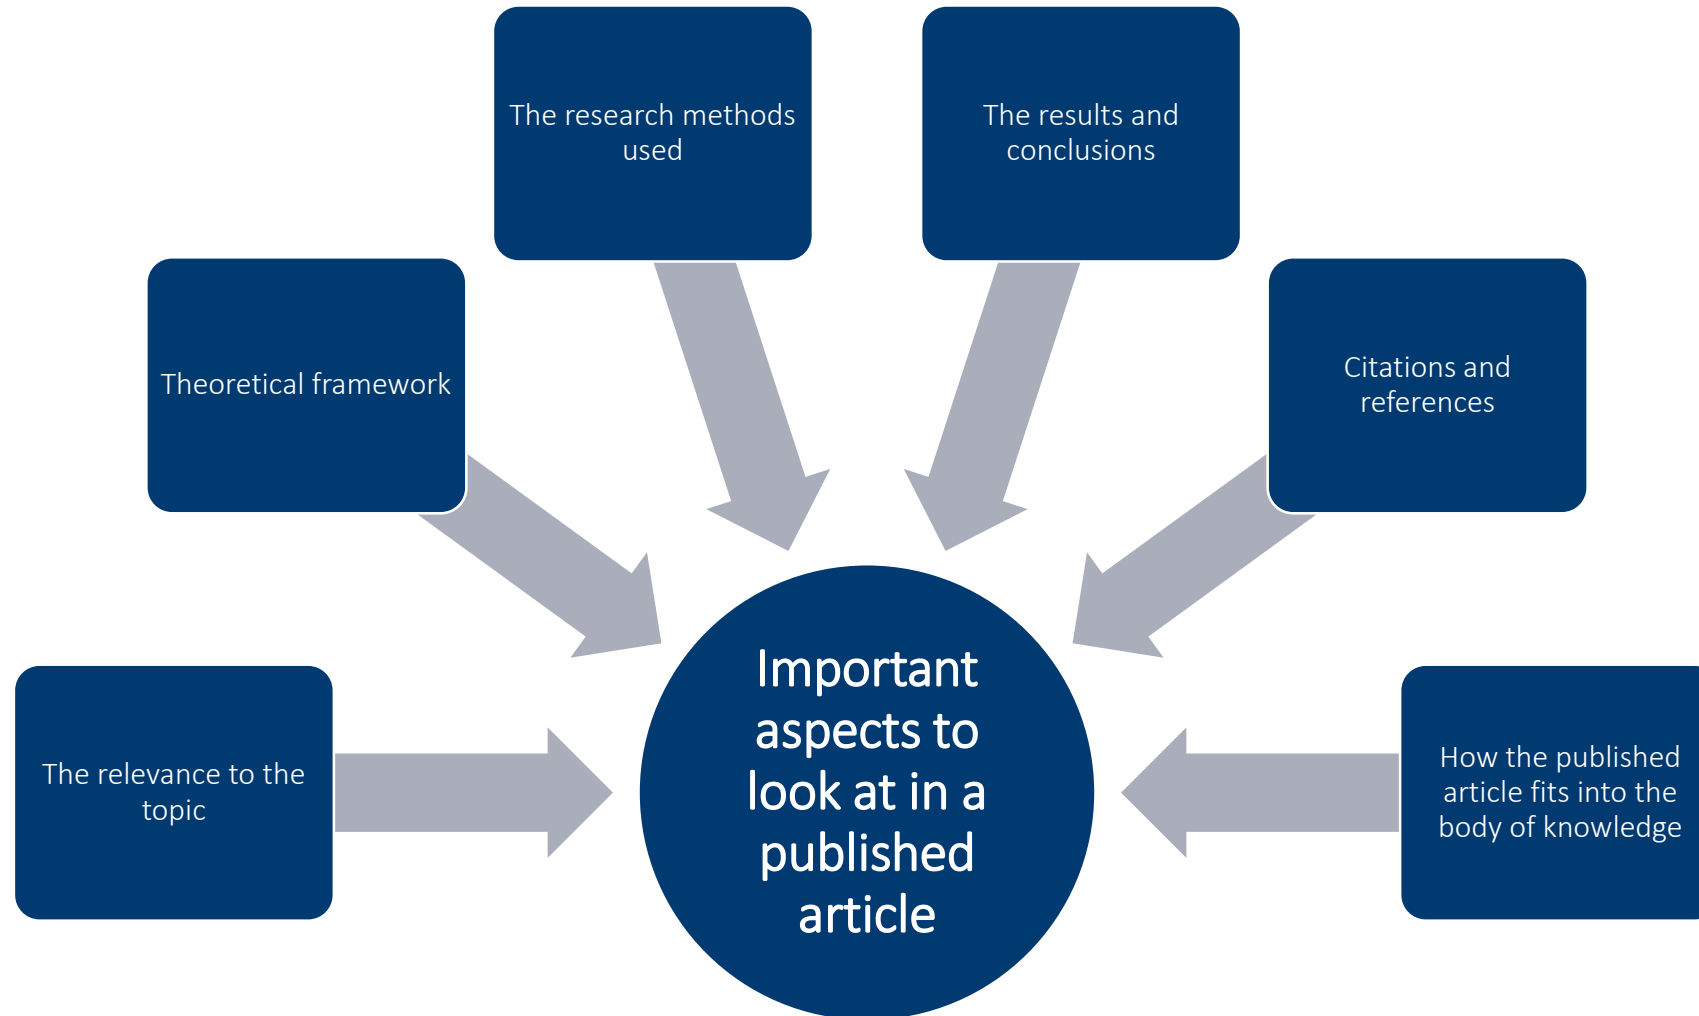 The research methods
used
The results and
conclusions
Theoretical framework
Citations and
references
The relevance to the
topic
Important
aspects to
look at in a
published
article
How the published
article fits into the
body of knowledge